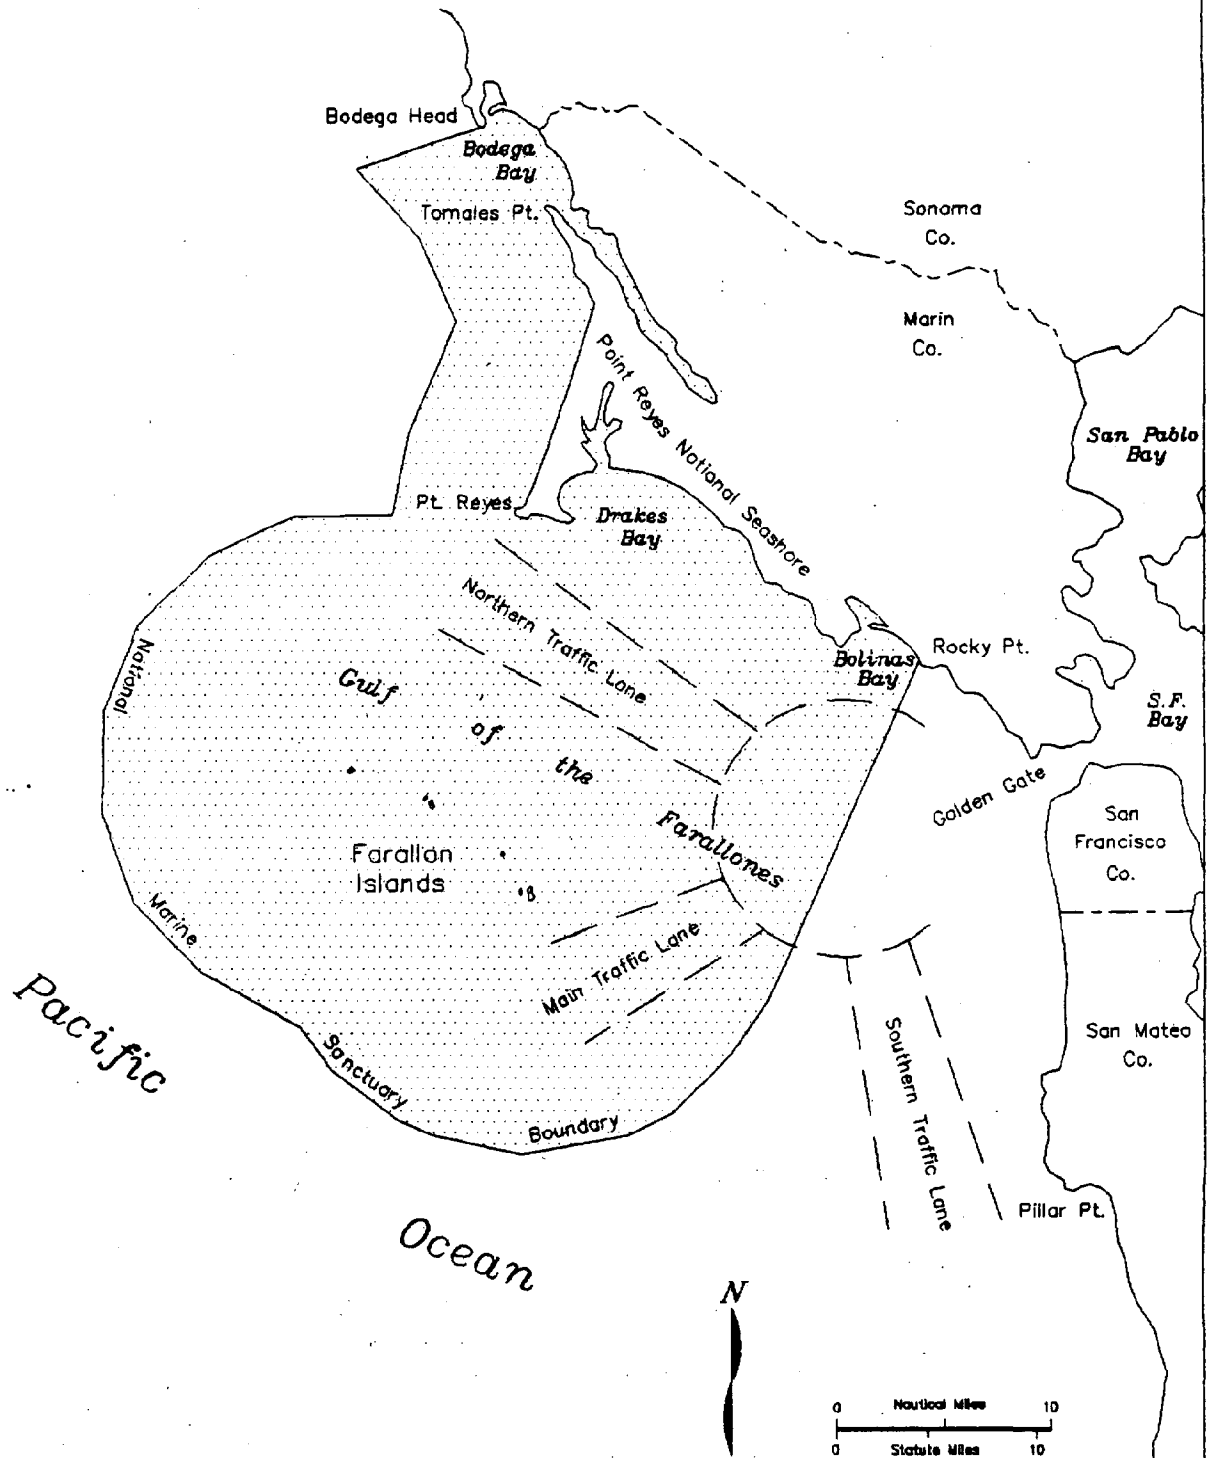 Bodega Head
Bodega
Bay
Tomales Pt.
Sonoma
Co.
Marin
Co.
Point Reyes National Seashore
San Pablo
Bay
Pt. Reyes
Drakes
Bay
Northern Traffic Lane
Rocky Pt.
Bolinas
Bay
S.F.
Bay
Gulf
of
the
Farallones
Golden Gate
San
Francisco
Co.
Farallon
Islands
Main Traffic Lane
National
Marine
Sanctuary
Boundary
San Mateo
Co.
Southern Traffic Lane
Pacific
Ocean
Pillar Pt.
N
0 Nautical Miles 10
0 Statute Miles 10